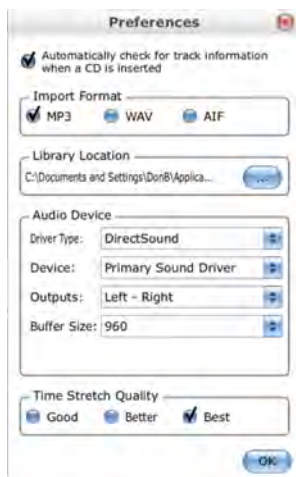 Preferences
Automatically check for track information
when a CD is inserted
Import Format
MP3 WAV AIF
Library Location
C:\Documents and Settings\DonB\Applica... ...
Audio Device
Driver Type: DirectSound
Device: Primary Sound Driver
Outputs: Left - Right
Buffer Size: 960
Time Stretch Quality
Good Better Best
OK